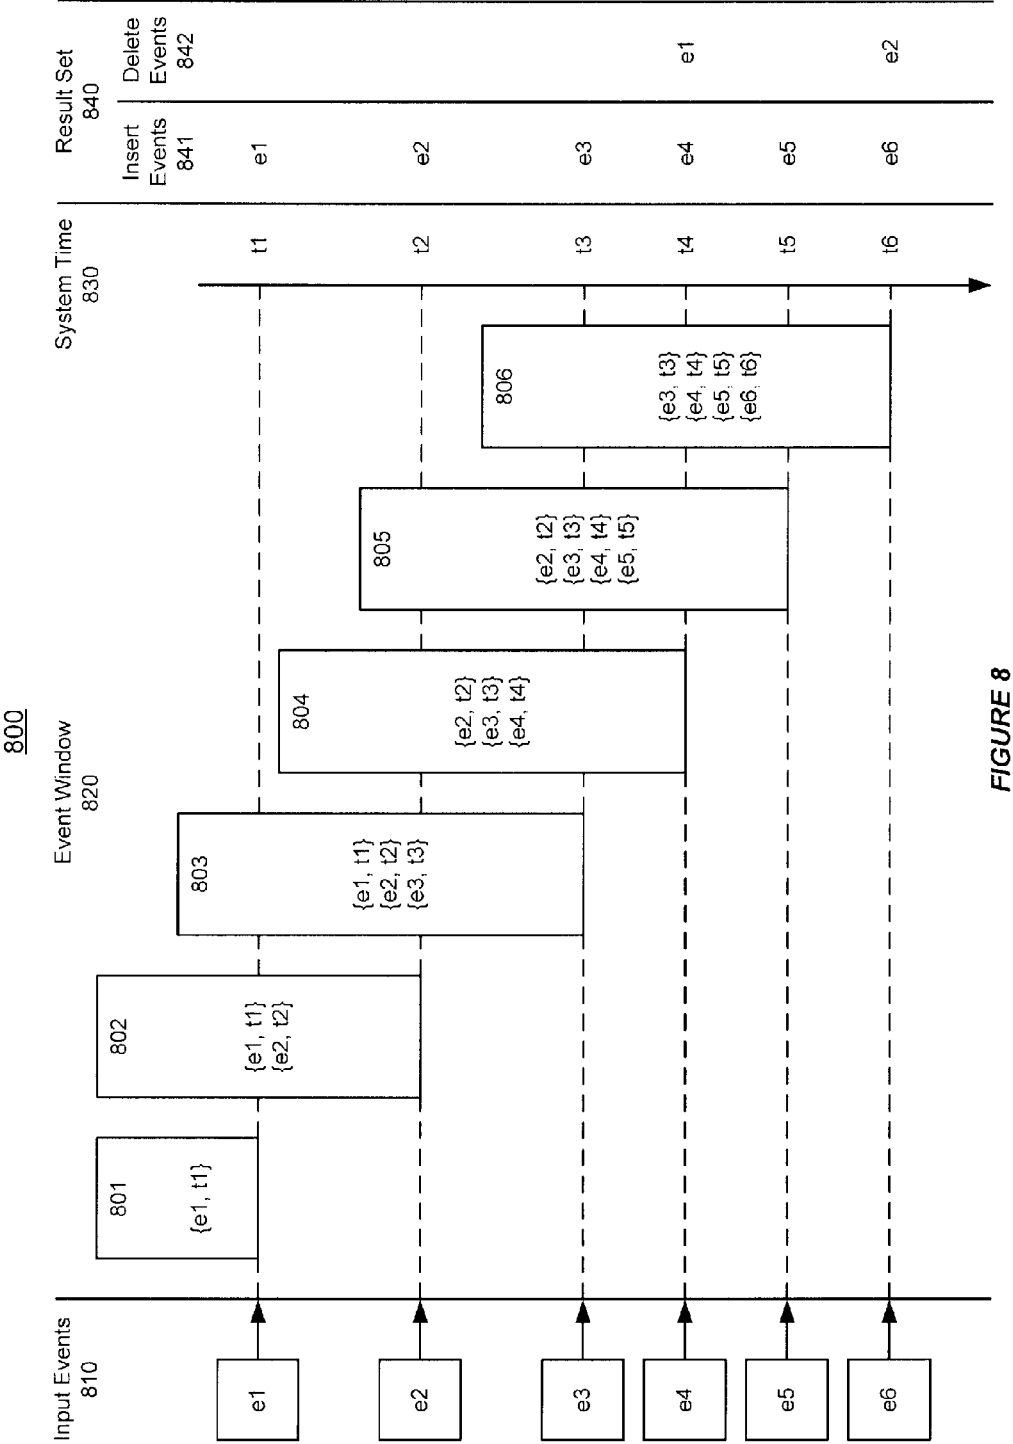 800
Input Events
810
Event Window
820
System Time
830
Result Set
840
Insert
Events
841
Delete
Events
842
e1
801
{e1, t1}
t1
e1
e2
802
{e1, t1}
{e2, t2}
t2
e2
e3
803
{e1, t1}
{e2, t2}
{e3, t3}
t3
e3
e4
804
{e2, t2}
{e3, t3}
{e4, t4}
t4
e4
e1
e5
805
{e2, t2}
{e3, t3}
{e4, t4}
{e5, t5}
t5
e5
e6
806
{e3, t3}
{e4, t4}
{e5, t5}
{e6, t6}
t6
e6
e2
FIGURE 8